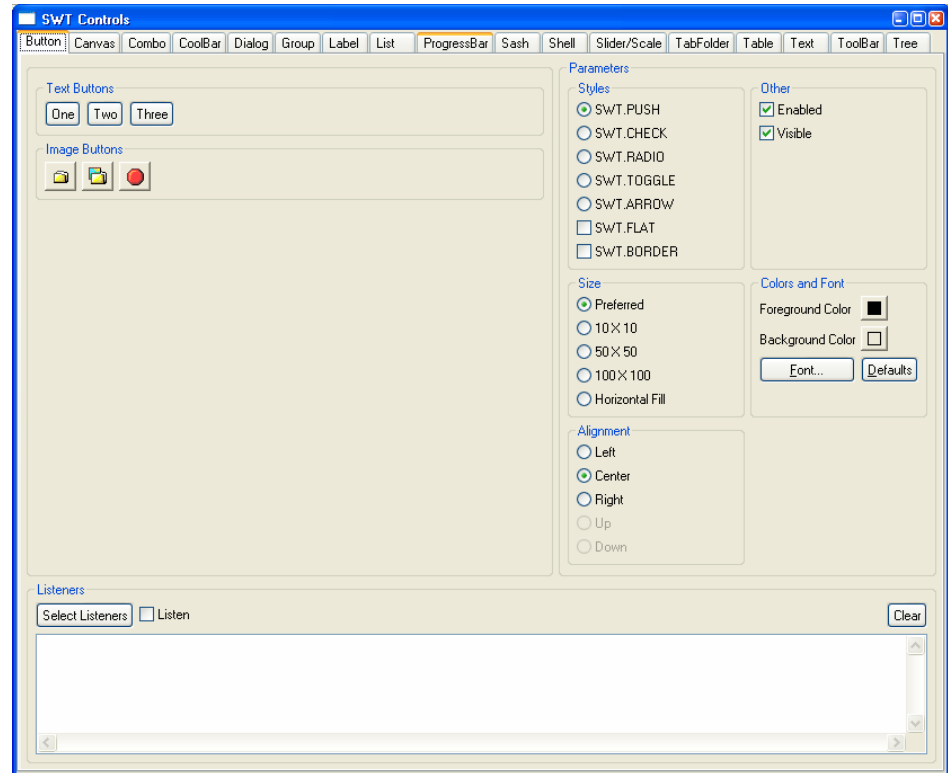 SWT Controls
Button Canvas Combo CoolBar Dialog Group Label List ProgressBar Sash Shell Slider/Scale TabFolder Table Text ToolBar Tree
Text Buttons
One Two Three
Image Buttons
Parameters
Styles
SWT.PUSH
SWT.CHECK
SWT.RADIO
SWT.TOGGLE
SWT.ARROW
SWT.FLAT
SWT.BORDER
Other
Enabled
Visible
Size
Preferred
10 X 10
50 X 50
100 X 100
Horizontal Fill
Colors and Font
Foreground Color
Background Color
Font... Defaults
Alignment
Left
Center
Right
Up
Down
Listeners
Select Listeners Listen Clear